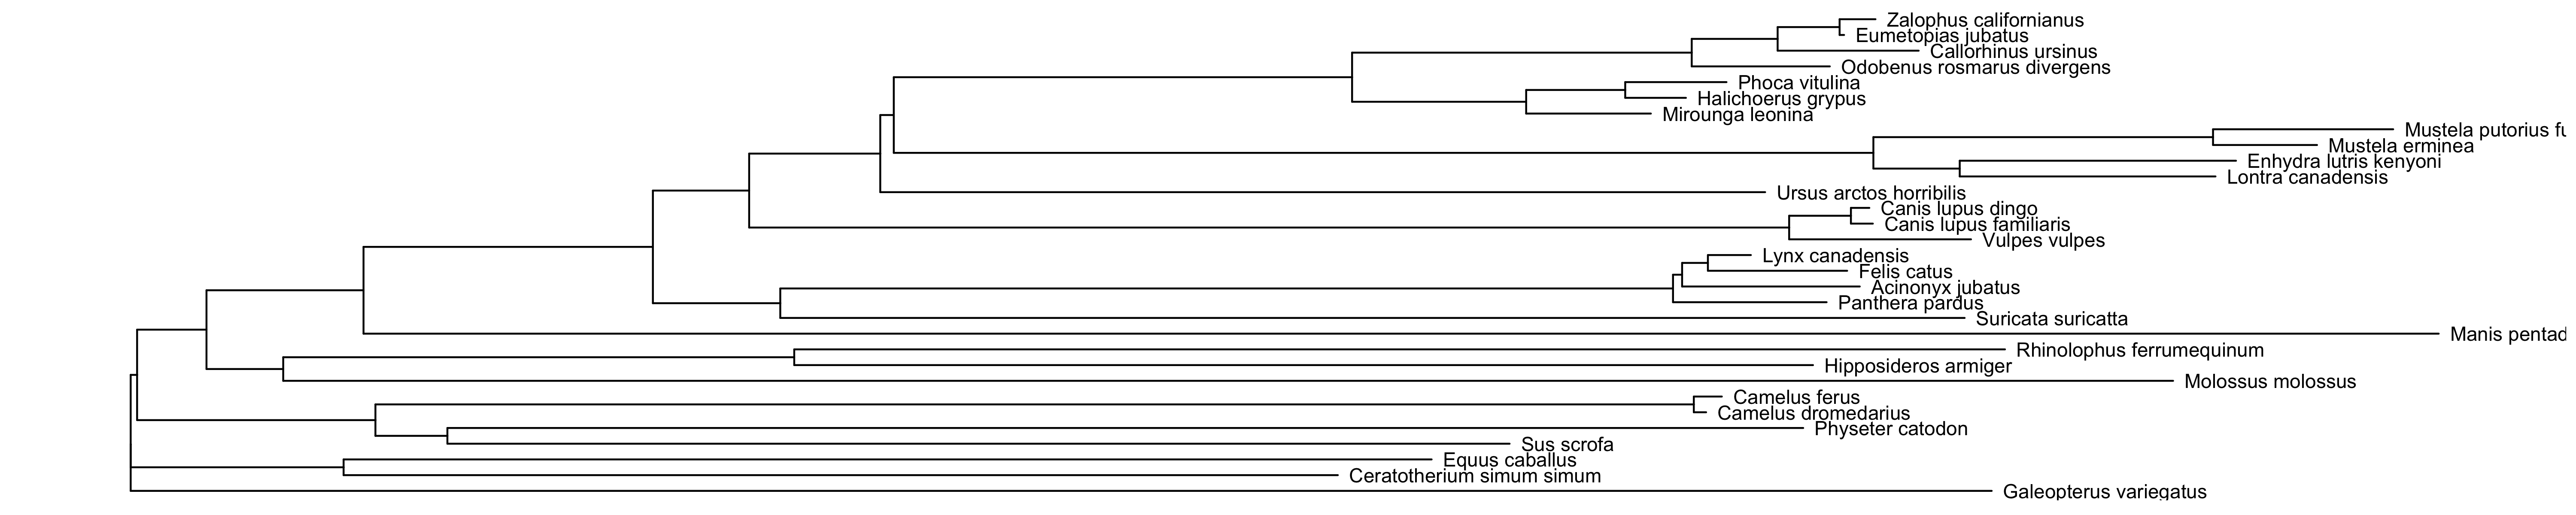 Zalophus californianus
Eumetopias jubatus
Callorhinus ursinus
Odobenus rosmarus divergens
Phoca vitulina
Halichoerus grypus
Mirounga leonina
Mustela putorius
Mustela erminea
Enhydra lutris kenyoni
Lontra canadensis
Ursus arctos horribilis
Canis lupus dingo
Canis lupus familiaris
Vulpes vulpes
Lynx canadensis
Felis catus
Acinonyx jubatus
Panthera pardus
Suricata suricatta
Manis pentad
Rhinolophus ferrumequinum
Hipposideros armiger
Molossus molossus
Camelus ferus
Camelus dromedarius
Physeter catodon
Sus scrofa
Equus caballus
Ceratotherium simum simum
Galeopterus variegatus